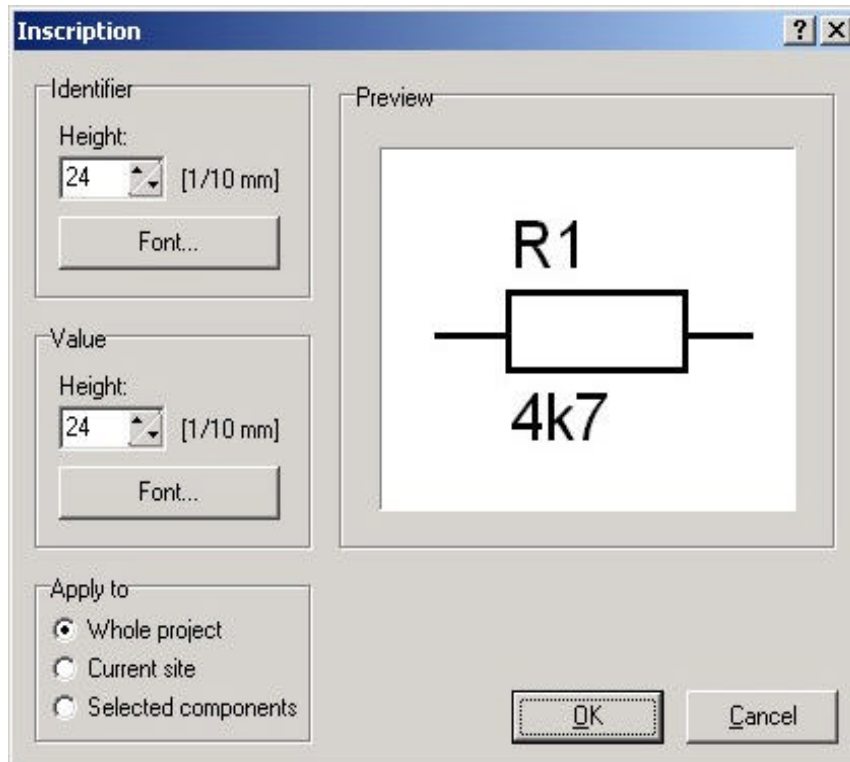 Inscription
Identifier
Height:
24 [1/10 mm]
Font...
Value
Height:
24 [1/10 mm]
Font...
Apply to
Whole project
Current site
Selected components
Preview
R1
4k7
OK
Cancel